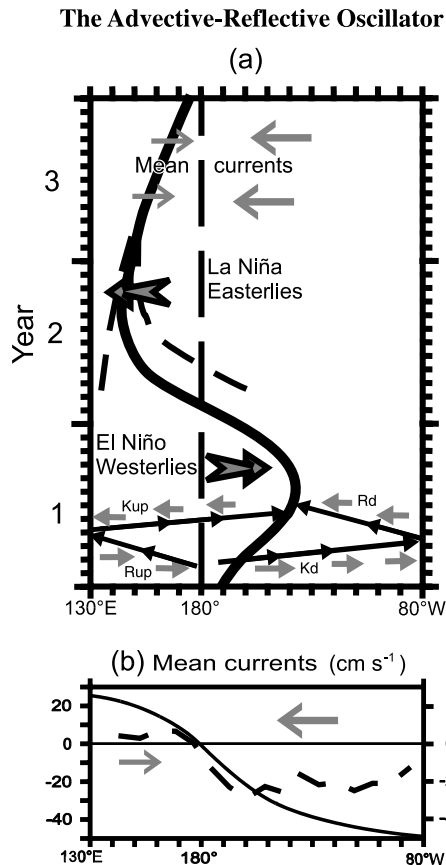 The Advective-Reflective Oscillator
(a)
3
Mean currents
La Niña
Easterlies
2
Year
El Niño
Westerlies
1
Kup
Rd
Rup
Kd
130°E 180° 80°W
(b) Mean currents (cm s⁻¹)
20
0
-20
-40
130°E 180° 80°W